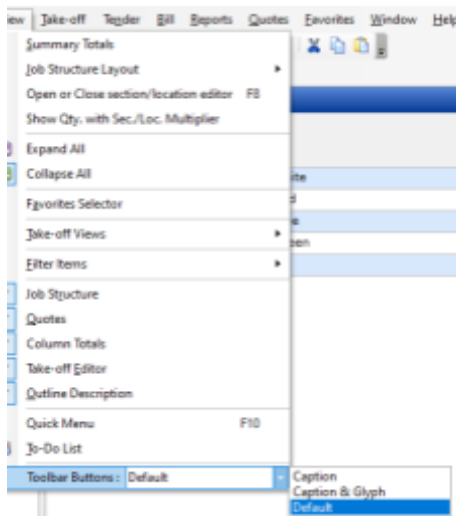 iew Take-off Tender Bill Reports Quotes Favorites Window Help
Summary Totals
Job Structure Layout
Open or Close section/location editor F8
Show Qty. with Sec./Loc. Multiplier
Expand All
Collapse All
Favorites Selector
Take-off Views
Filter Items
Job Structure
Quotes
Column Totals
Take-off Editor
Outline Description
Quick Menu F10
To-Do List
Toolbar Buttons : Default
Caption
Caption & Glyph
Default